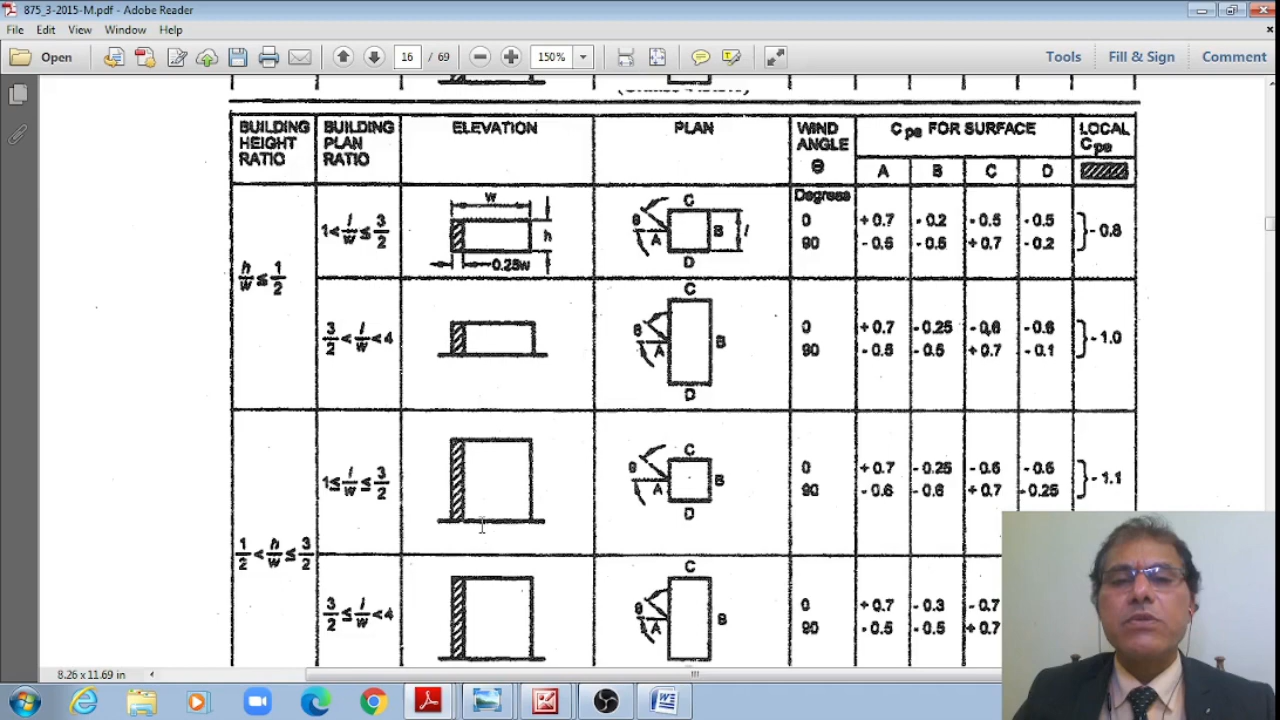 875_3-2015-M.pdf - Adobe Reader
File Edit View Window Help
Open 16 / 69 150% Tools Fill & Sign Comment
BUILDING HEIGHT RATIO BUILDING PLAN RATIO ELEVATION PLAN WIND ANGLE θ Cpe FOR SURFACE LOCAL Cpe
A B C D
Degrees
h/w ≤ 1/2
1 < l/w ≤ 3/2
w
h
0.25w
C
θ A B l
D
0 +0.7 -0.2 -0.5 -0.5
90 -0.5 -0.5 +0.7 -0.2
} -0.8
3/2 < l/w < 4
C
θ A B
D
0 +0.7 -0.25 -0.6 -0.6
90 -0.5 -0.5 +0.7 -0.1
} -1.0
1/2 < h/w ≤ 3/2
1 ≤ l/w ≤ 3/2
C
θ A B
D
0 +0.7 -0.25 -0.6 -0.6
90 -0.6 -0.6 +0.7 -0.25
} -1.1
3/2 ≤ l/w < 4
C
θ A B
0 +0.7 -0.3 -0.7
90 -0.5 -0.5 +0.7
8.26 x 11.69 in